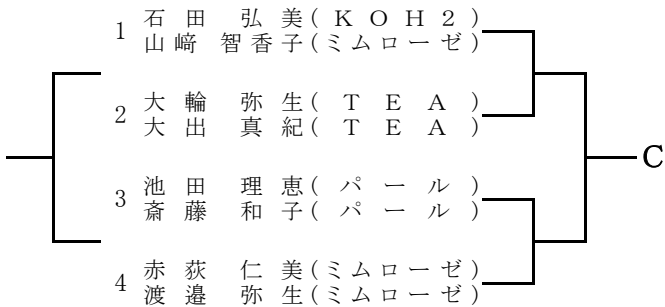 1 石田 弘美(KOH2)
山﨑 智香子(ミムローゼ)
2 大輪 弥生(TEA)
大出 真紀(TEA)
C
3 池田 理恵(パール)
斎藤 和子(パール)
4 赤荻 仁美(ミムローゼ)
渡邉 弥生(ミムローゼ)